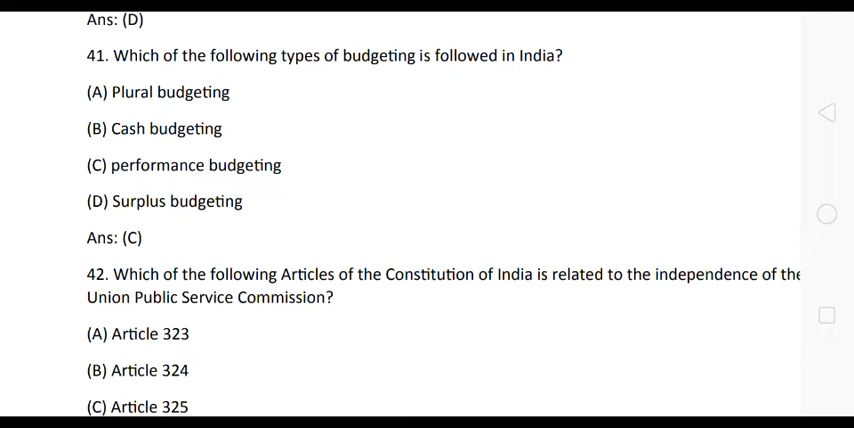 Ans: (D)
41. Which of the following types of budgeting is followed in India?
(A) Plural budgeting
(B) Cash budgeting
(C) performance budgeting
(D) Surplus budgeting
Ans: (C)
42. Which of the following Articles of the Constitution of India is related to the independence of the
Union Public Service Commission?
(A) Article 323
(B) Article 324
(C) Article 325